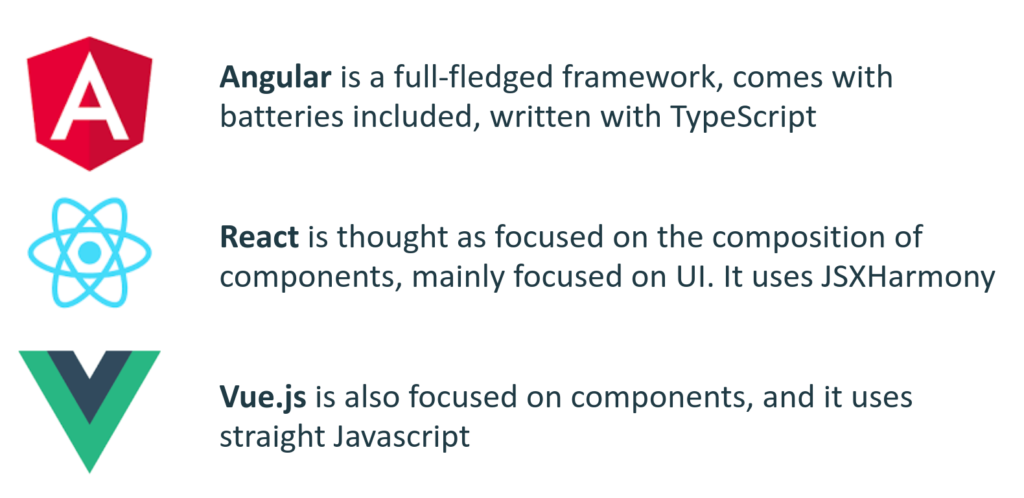 A
Angular is a full-fledged framework, comes with
batteries included, written with TypeScript
React is thought as focused on the composition of
components, mainly focused on UI. It uses JSXHarmony
Vue.js is also focused on components, and it uses
straight Javascript